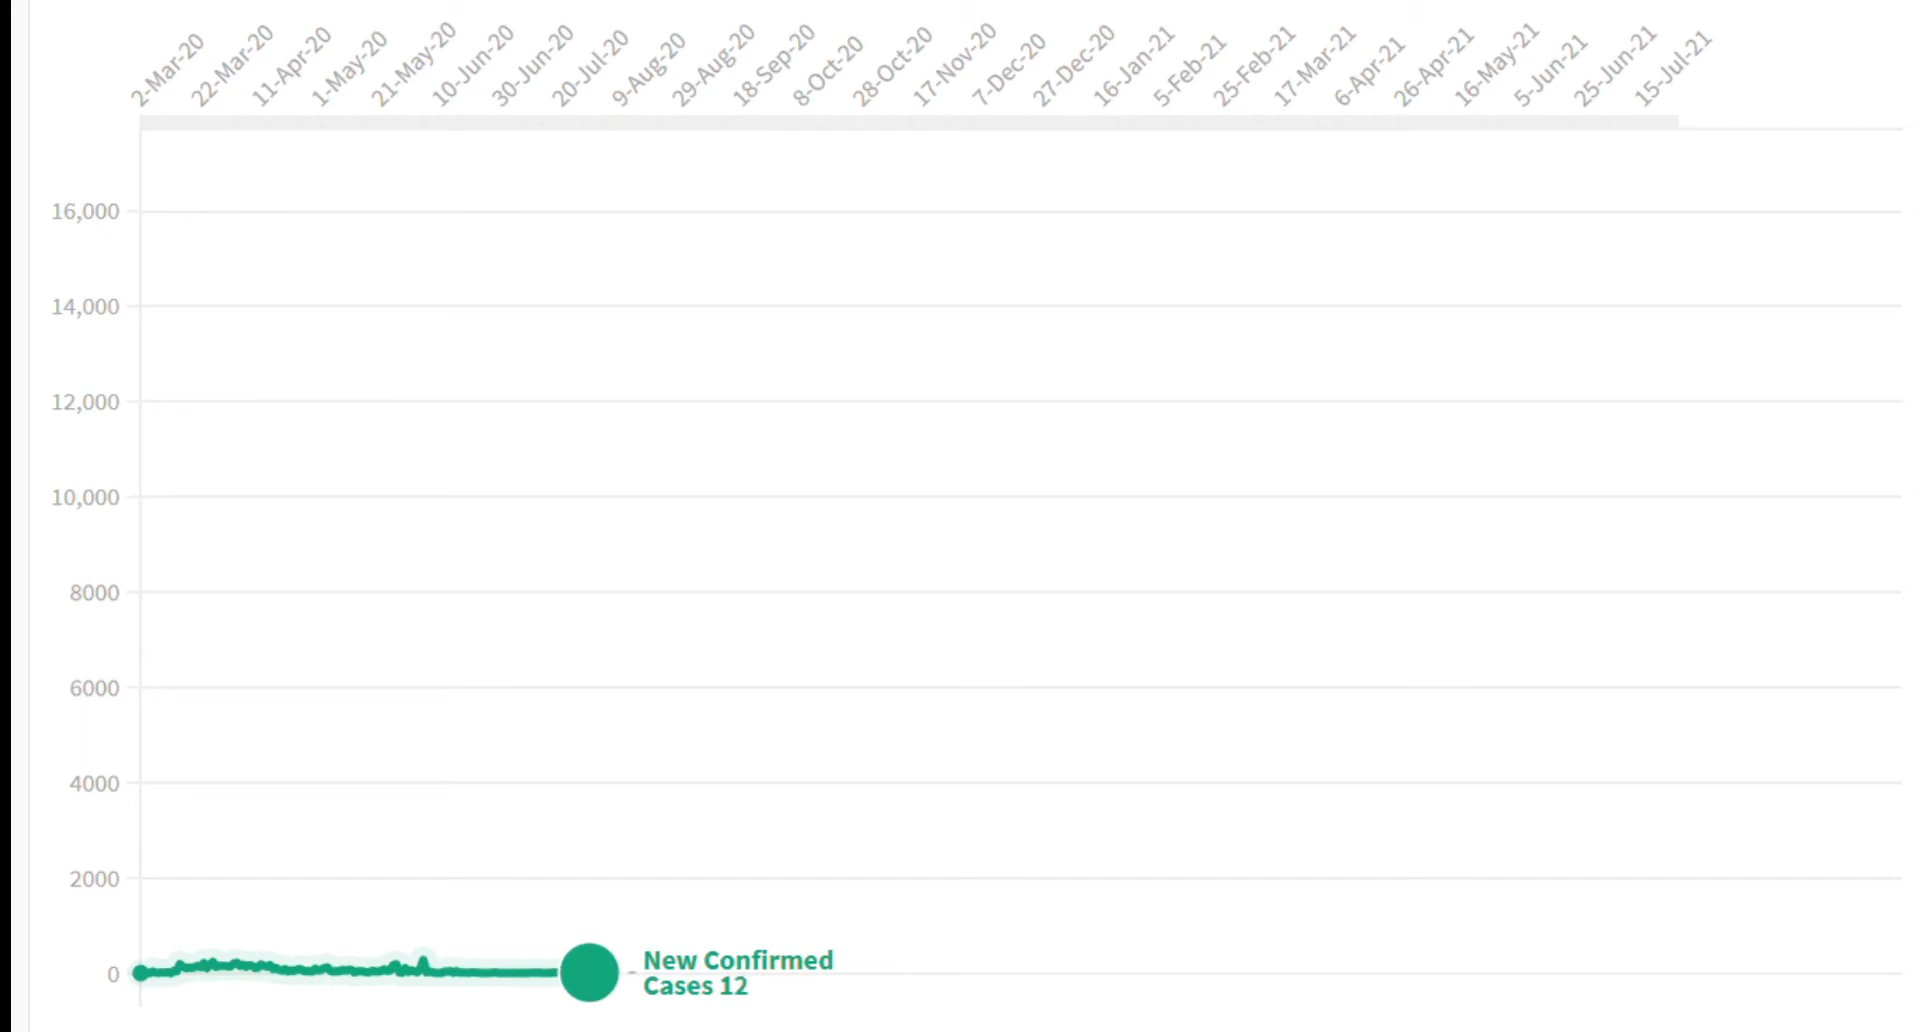 2-Mar-20
22-Mar-20
11-Apr-20
1-May-20
21-May-20
10-Jun-20
30-Jun-20
20-Jul-20
9-Aug-20
29-Aug-20
18-Sep-20
8-Oct-20
28-Oct-20
17-Nov-20
7-Dec-20
27-Dec-20
16-Jan-21
5-Feb-21
25-Feb-21
17-Mar-21
6-Apr-21
26-Apr-21
16-May-21
5-Jun-21
25-Jun-21
15-Jul-21
16,000
14,000
12,000
10,000
8000
6000
4000
2000
0
New Confirmed
Cases 12